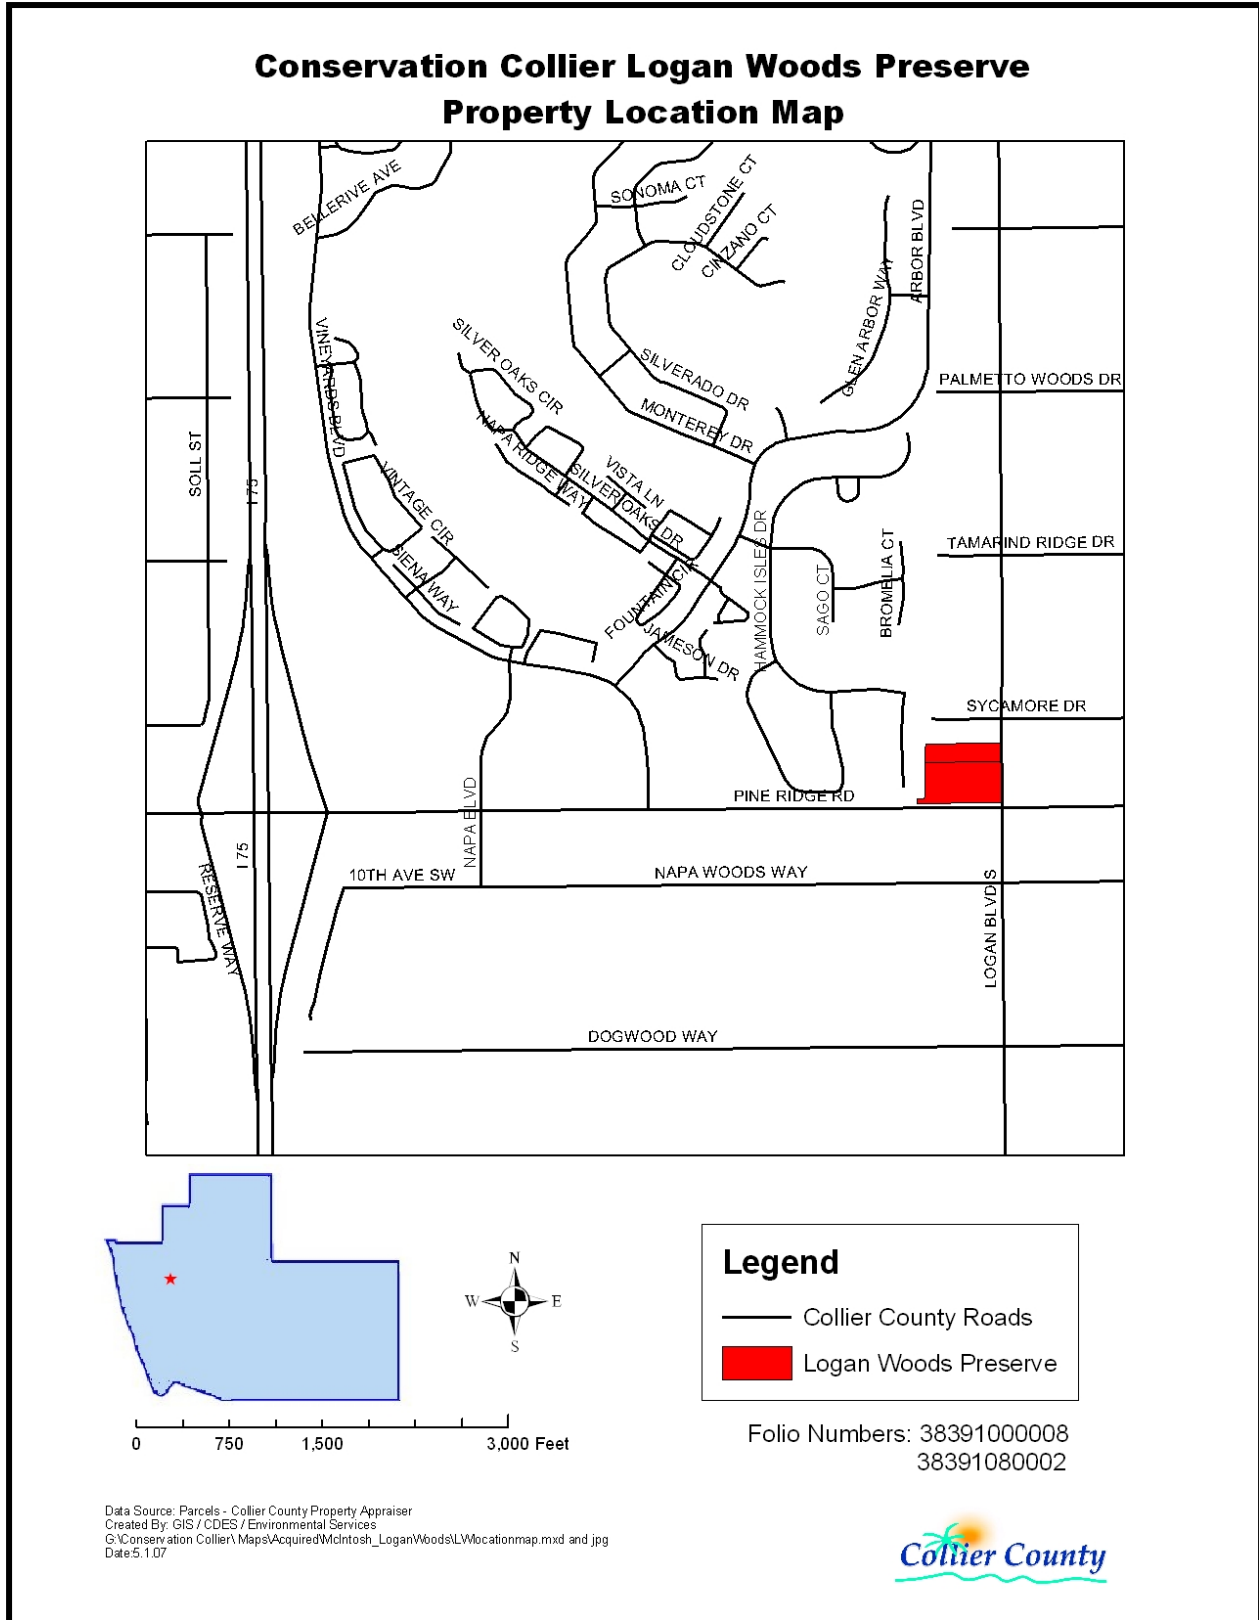 Conservation Collier Logan Woods Preserve
Property Location Map
BELLERIVE AVE
SONOMA CT
CLOUDSTONE CT
CINZANO CT
ARBOR BLVD
GLEN ARBOR WAY
VINEYARDS BLVD
SILVER OAKS CIR
SILVERADO DR
PALMETTO WOODS DR
MONTEREY DR
SOLL ST
I 75
NAPA RIDGE WAY
VISTA LN
SILVER OAKS DR
VINTAGE CIR
HAMMOCK ISLES DR
TAMARIND RIDGE DR
SIENA WAY
FOUNTAIN CIR
SAGO CT
BROMELIA CT
JAMESON DR
SYCAMORE DR
PINE RIDGE RD
NAPA BLVD
I 75
RESERVE WAY
10TH AVE SW
NAPA WOODS WAY
LOGAN BLVD S
DOGWOOD WAY
N
W
E
S
Legend
Collier County Roads
Logan Woods Preserve
0 750 1,500 3,000 Feet
Folio Numbers: 38391000008
38391080002
Data Source: Parcels - Collier County Property Appraiser
Created By: GIS / CDES / Environmental Services
G:\Conservation Collier\ Maps\Acquired\McIntosh_LoganWoods\LWlocationmap.mxd and jpg
Date:5.1.07
Collier County